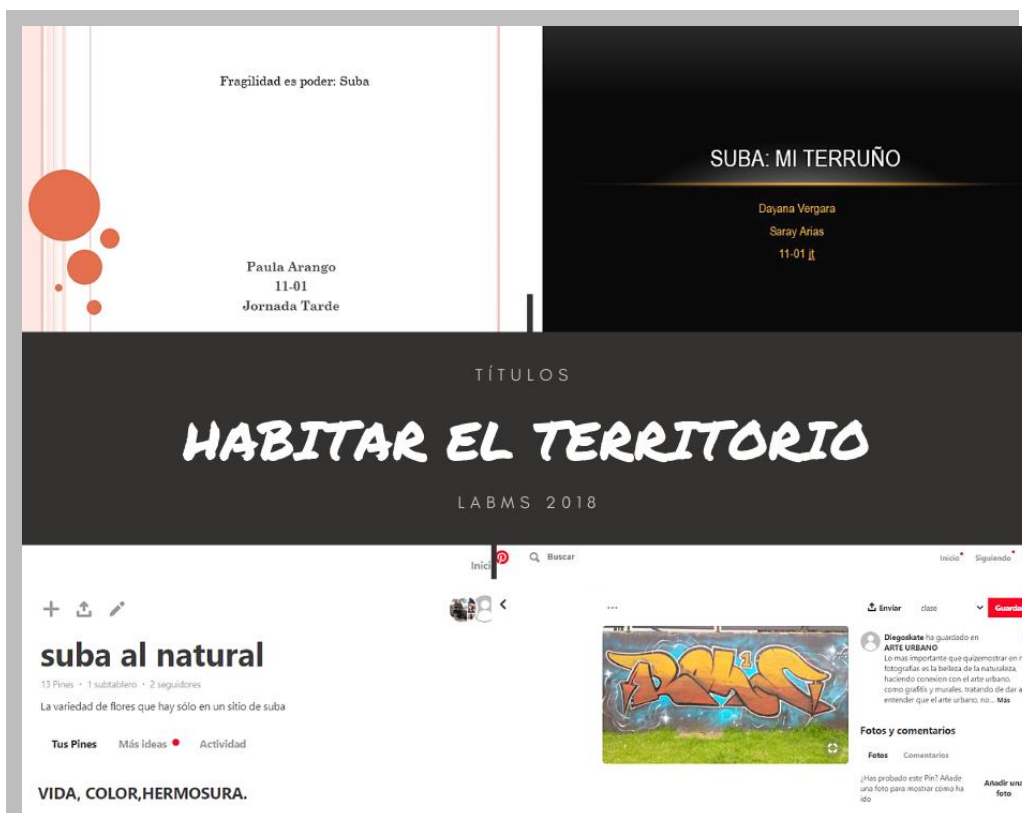 Fragilidad es poder: Suba
Paula Arango
11-01
Jornada Tarde
SUBA: MI TERRUÑO
Dayana Vergara
Saray Arias
11-01 jt
TÍTULOS
HABITAR EL TERRITORIO
LABMS 2018
Inici
suba al natural
13 Pines · 1 subtablero · 2 seguidores
La variedad de flores que hay sólo en un sitio de suba
Tus Pines Más ideas Actividad
VIDA, COLOR,HERMOSURA.
Buscar
Inicio Siguiendo
Enviar clase Guarda
Diegoskate ha guardado en
ARTE URBANO
Lo mas importante que quizemostrar en m
fotografias es la belleza de la naturaleza,
haciendo conexion con el arte urbano,
como grafitis y murales, tratando de dar a
entender que el arte urbano, no... Más
Fotos y comentarios
Fotos Comentarios
¿Has probado este Pin? Añade
una foto para mostrar cómo ha
ido
Añadir una
foto